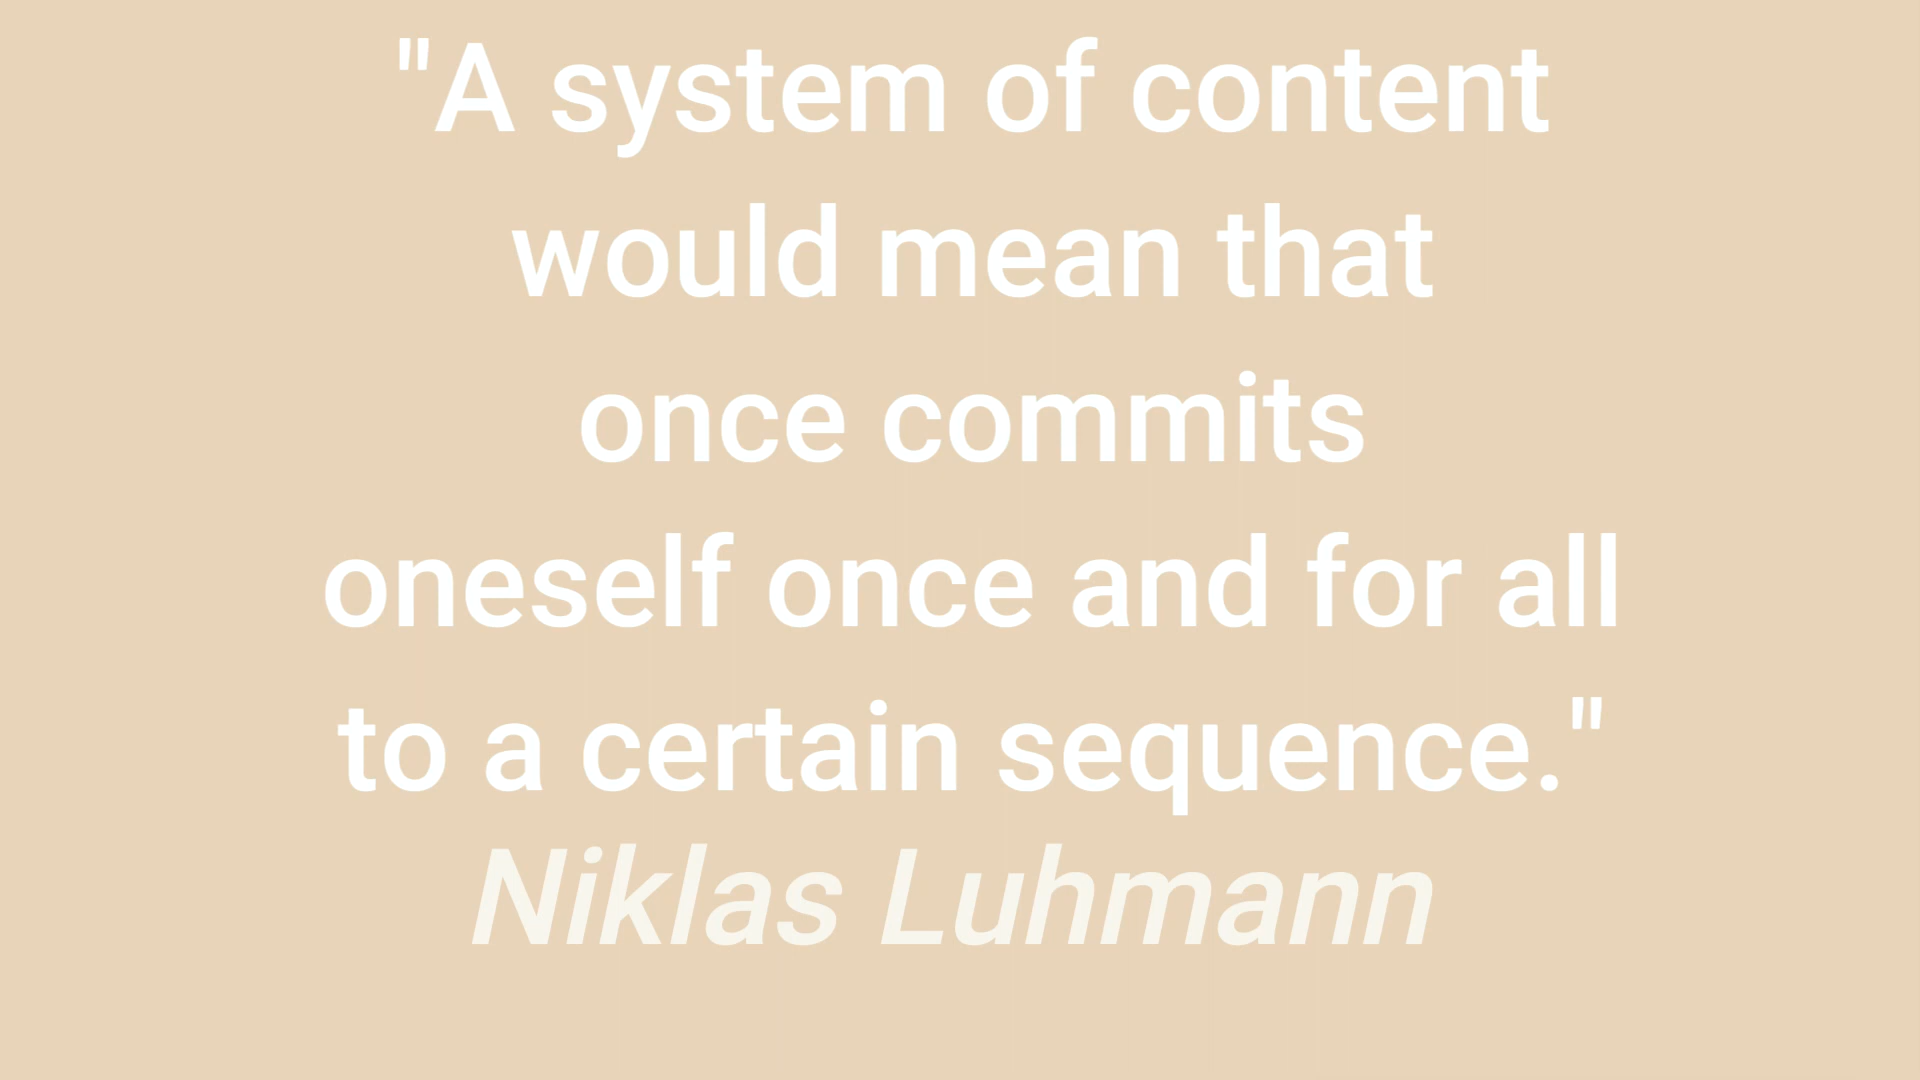 "A system of content
would mean that
once commits
oneself once and for all
to a certain sequence."
Niklas Luhmann